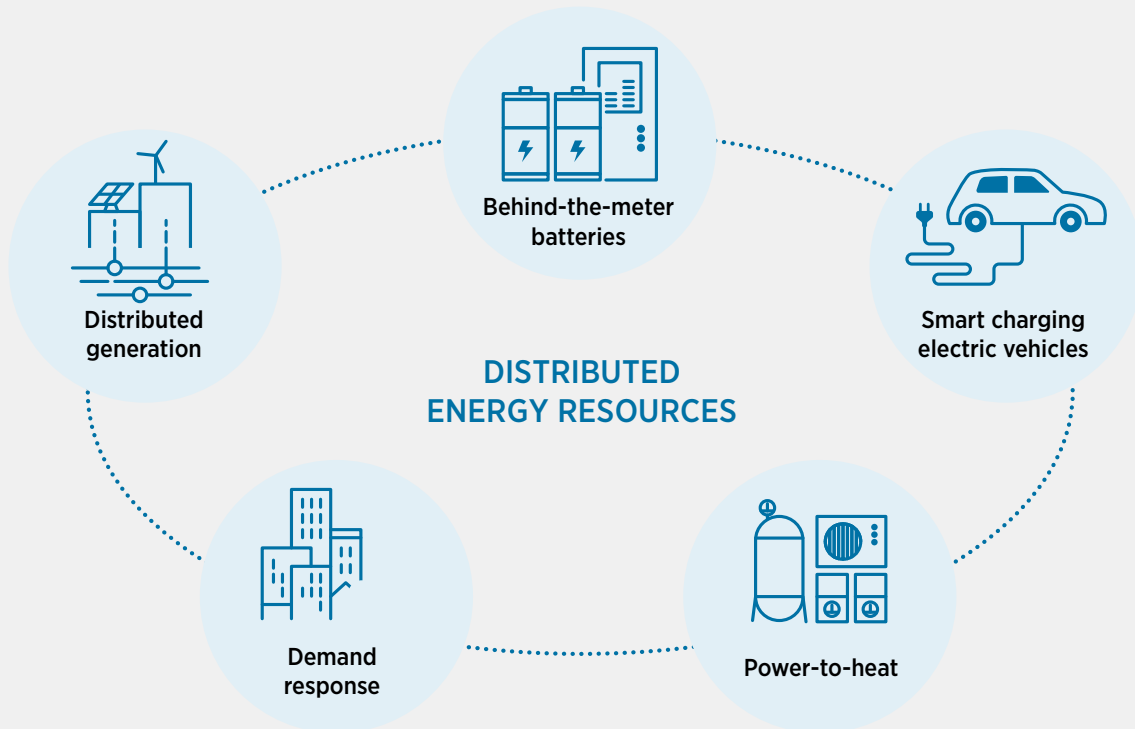 Behind-the-meter
batteries
Distributed
generation
Smart charging
electric vehicles
DISTRIBUTED
ENERGY RESOURCES
Demand
response
Power-to-heat